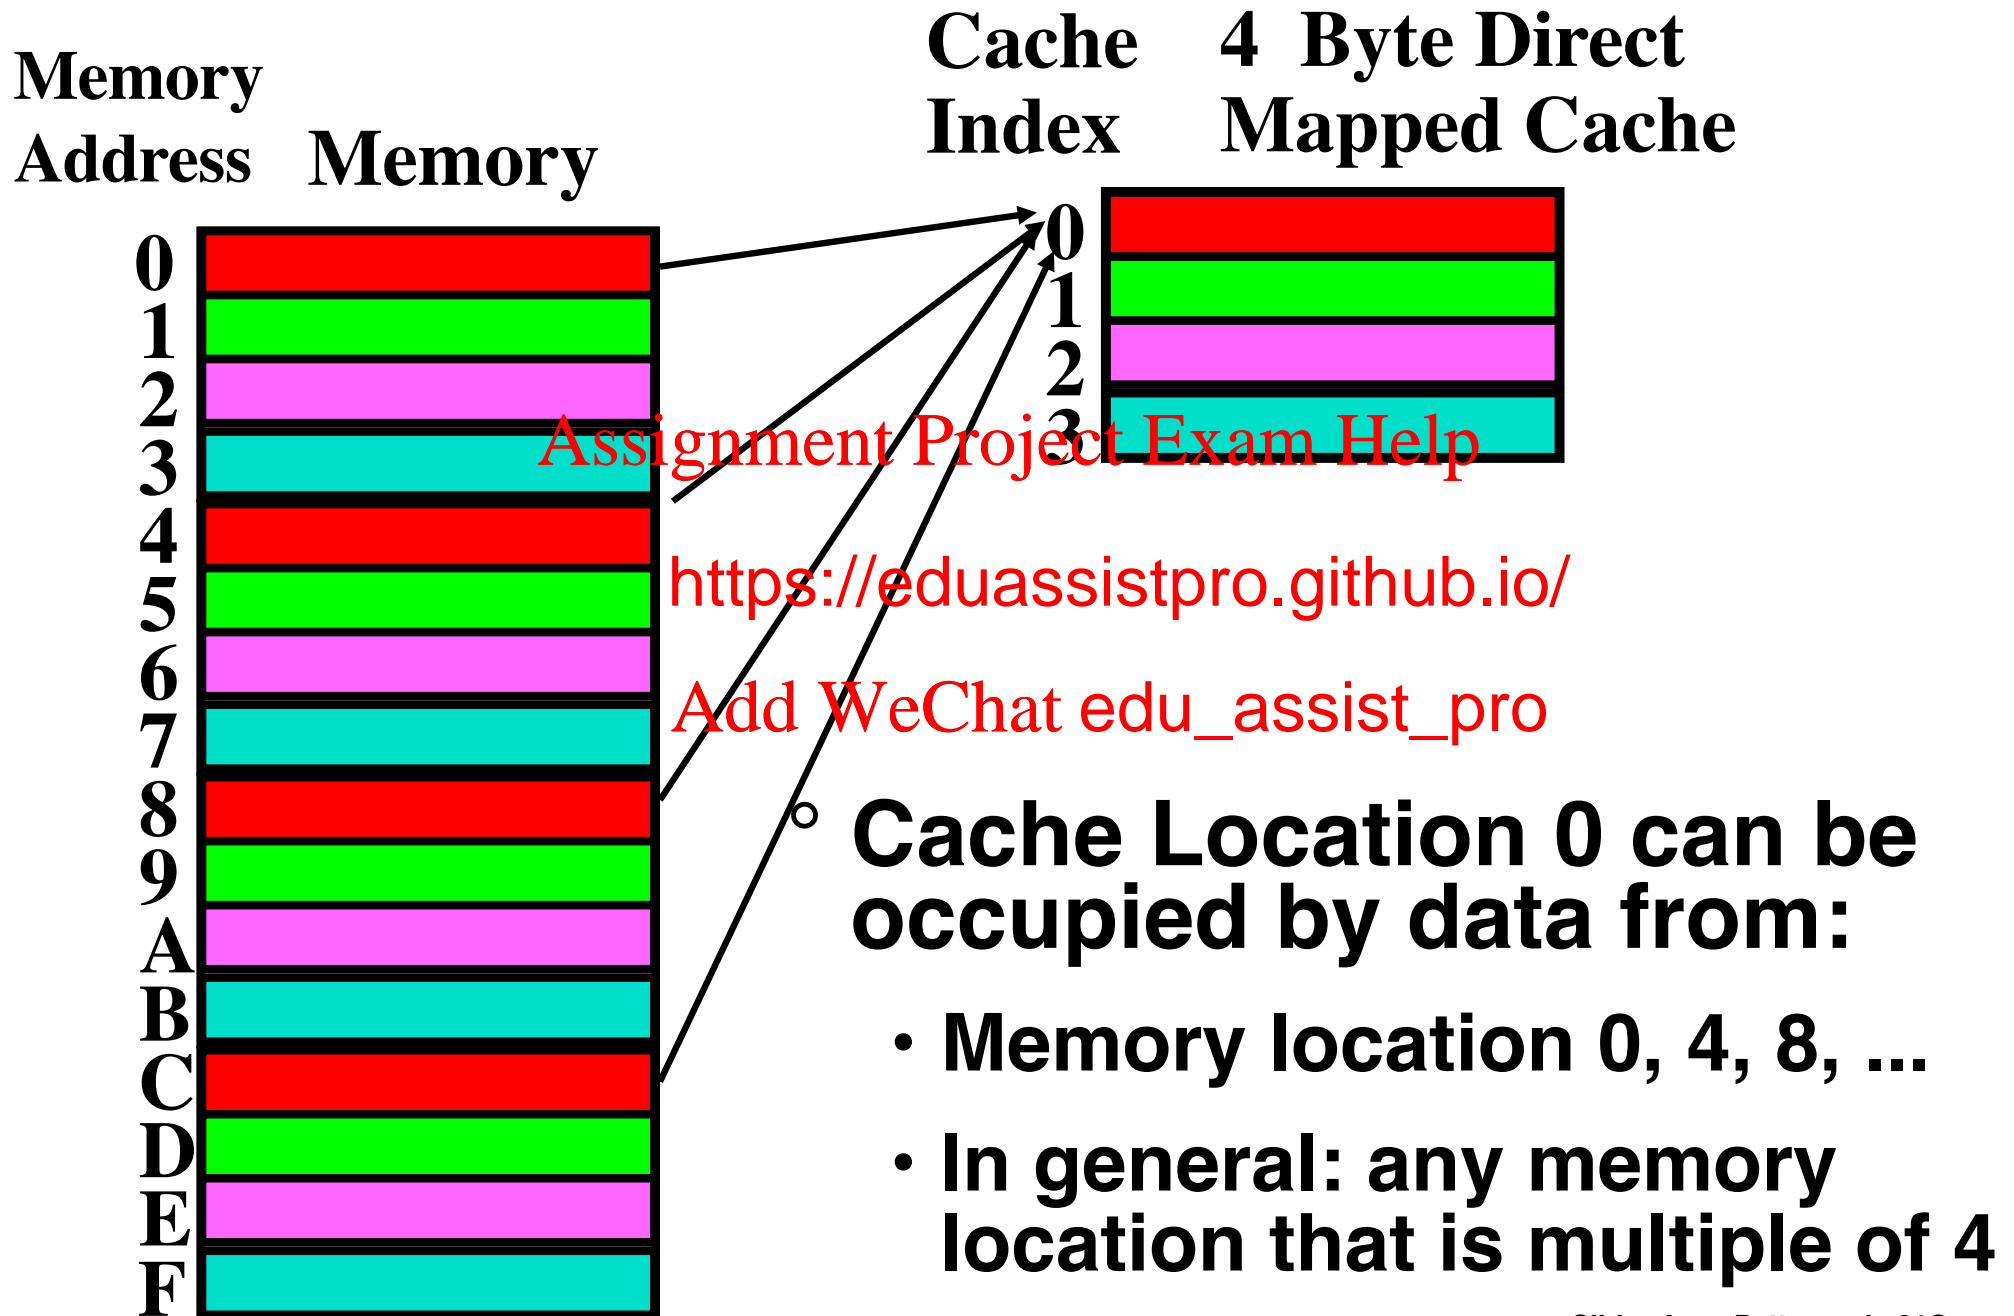 Memory
Address
Memory
Cache
Index
4 Byte Direct
Mapped Cache
0
1
2
3
4
5
6
7
8
9
A
B
C
D
E
F
0
1
2
3
Assignment Project Exam Help
https://eduassistpro.github.io/
Add WeChat edu_assist_pro
° Cache Location 0 can be
occupied by data from:
• Memory location 0, 4, 8, ...
• In general: any memory
location that is multiple of 4